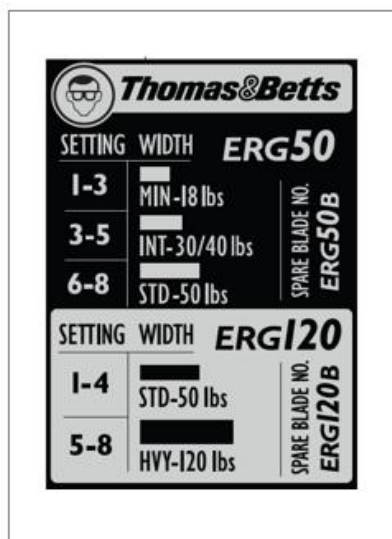 Thomas&Betts
SETTING WIDTH ERG50
1-3 MIN-18 lbs
3-5 INT-30/40 lbs
6-8 STD-50 lbs
SPARE BLADE NO.
ERG50B
SETTING WIDTH ERG120
1-4 STD-50 lbs
5-8 HVY-120 lbs
SPARE BLADE NO.
ERG120B